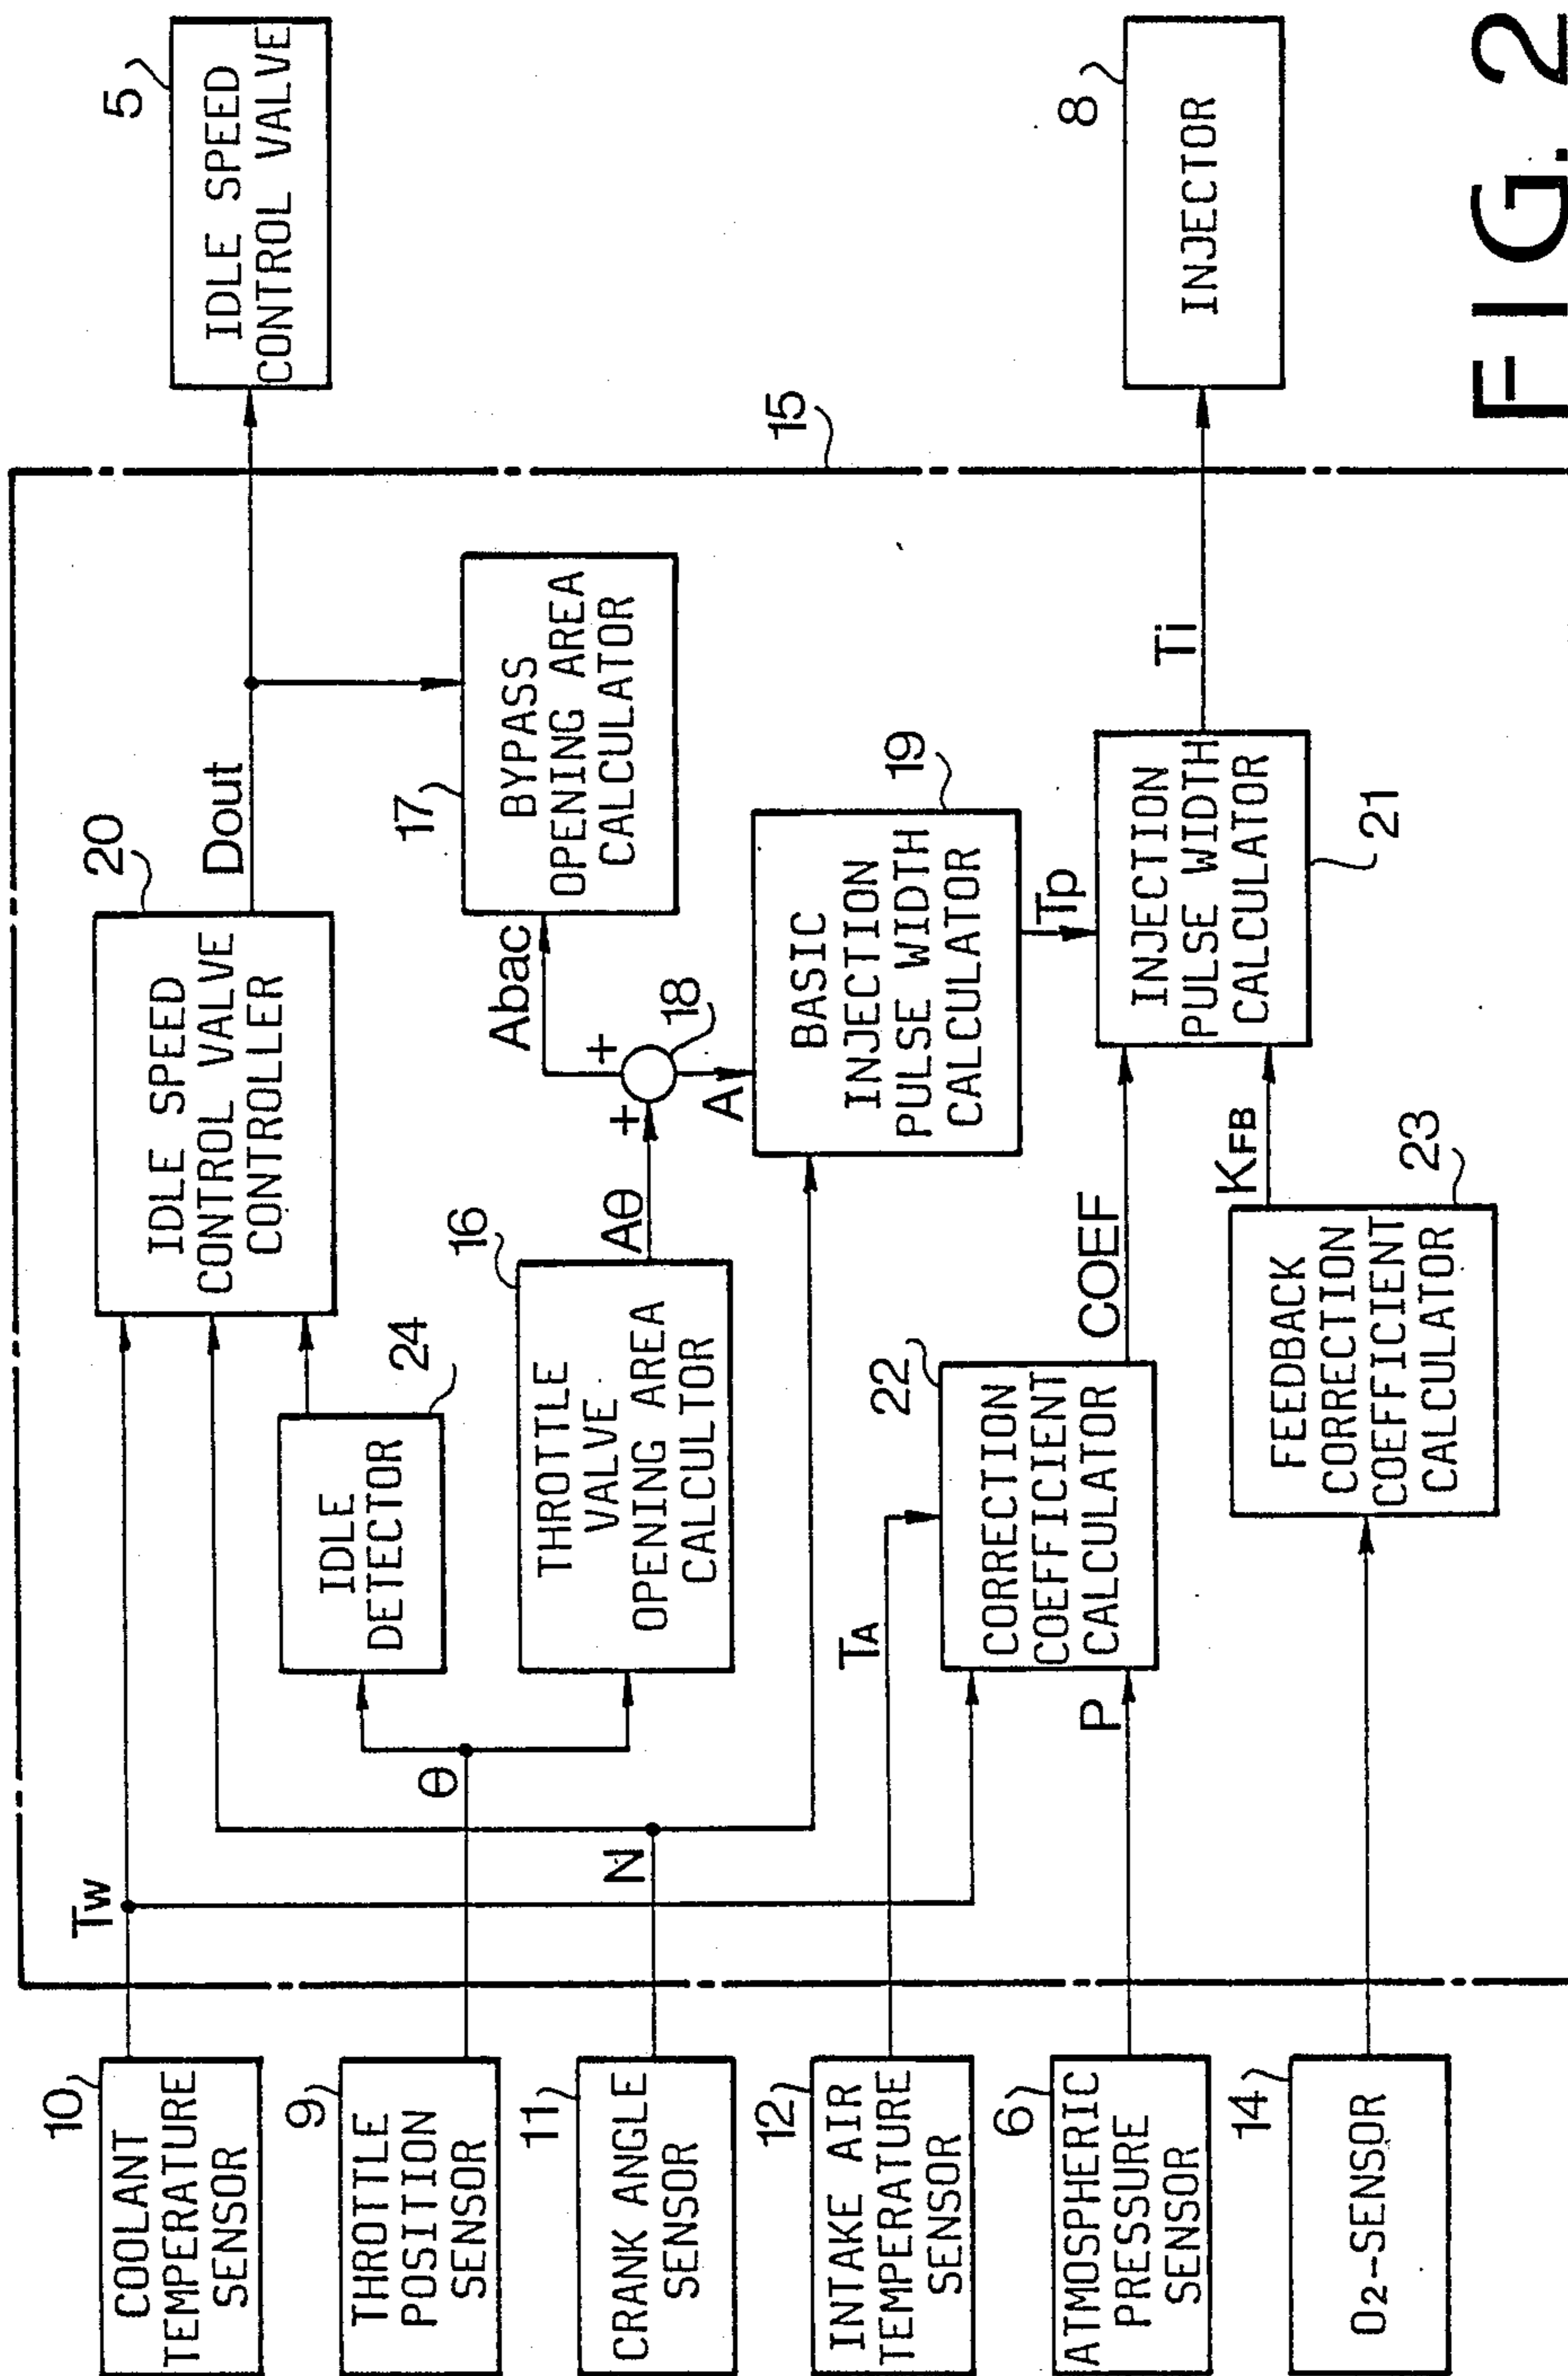 10
COOLANT
TEMPERATURE
SENSOR
9
THROTTLE
POSITION
SENSOR
11
CRANK ANGLE
SENSOR
12
INTAKE AIR
TEMPERATURE
SENSOR
6
ATMOSPHERIC
PRESSURE
SENSOR
14
O2-SENSOR
TW
θ
N
TA
P
24
IDLE
DETECTOR
16
THROTTLE
VALVE
OPENING AREA
CALCULTOR
22
CORRECTION
COEFFICIENT
CALCULATOR
23
FEEDBACK
CORRECTION
COEFFICIENT
CALCULATOR
20
IDLE SPEED
CONTROL VALVE
CONTROLLER
Aθ
+
+
18
Abac
A
COEF
KFB
19
BASIC
INJECTION
PULSE WIDTH
CALCULATOR
Tp
17
BYPASS
OPENING AREA
CALCULATOR
Dout
21
INJECTION
PULSE WIDTH
CALCULATOR
Ti
15
5
IDLE SPEED
CONTROL VALVE
8
INJECTOR
FIG. 2